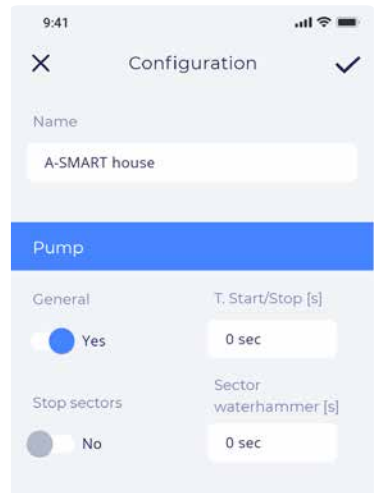 9:41
Configuration
Name
A-SMART house
Pump
General
T. Start/Stop [s]
Yes
0 sec
Stop sectors
Sector
waterhammer [s]
No
0 sec